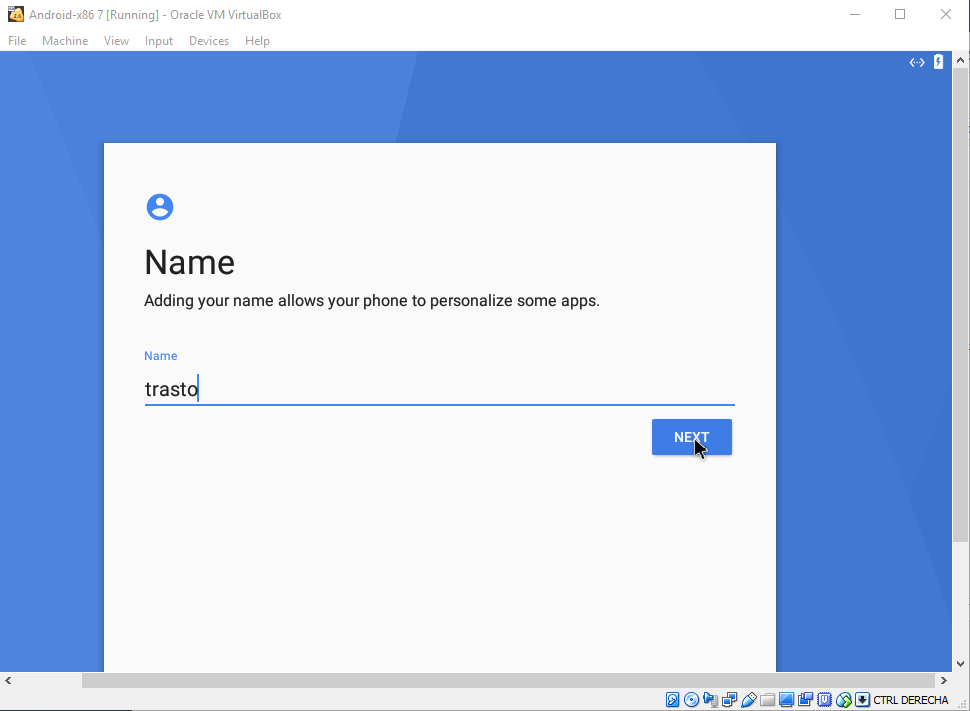 Android-x86 7 [Running] - Oracle VM VirtualBox
File Machine View Input Devices Help
Name
Adding your name allows your phone to personalize some apps.
Name
trasto
NEXT
CTRL DERECHA